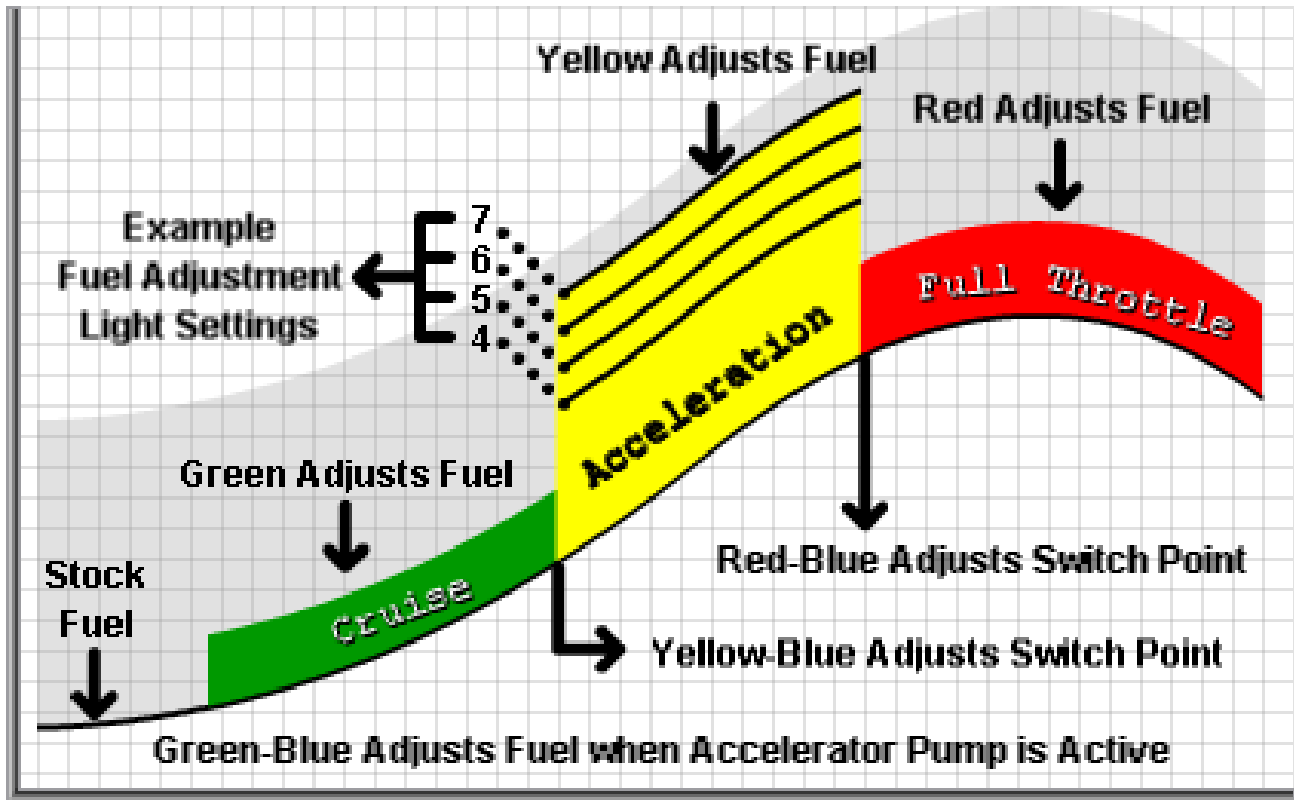 Yellow Adjusts Fuel
Red Adjusts Fuel
Example
Fuel Adjustment
Light Settings
7
6
5
4
Full Throttle
Acceleration
Green Adjusts Fuel
Cruise
Stock
Fuel
Red-Blue Adjusts Switch Point
Yellow-Blue Adjusts Switch Point
Green-Blue Adjusts Fuel when Accelerator Pump is Active